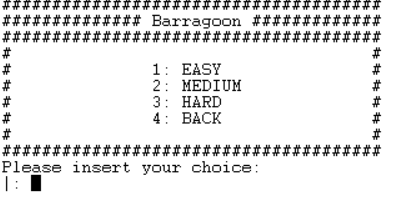 ######################################
############## Barragoon #############
######################################
#                                    #
#              1: EASY               #
#              2: MEDIUM             #
#              3: HARD               #
#              4: BACK               #
#                                    #
######################################
Please insert your choice:
|: